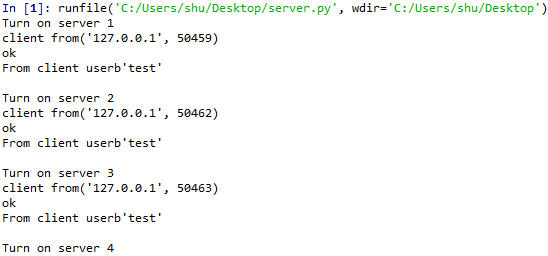 In [1]: runfile('C:/Users/shu/Desktop/server.py', wdir='C:/Users/shu/Desktop')
Turn on server 1
client from('127.0.0.1', 50459)
ok
From client userb'test'
Turn on server 2
client from('127.0.0.1', 50462)
ok
From client userb'test'
Turn on server 3
client from('127.0.0.1', 50463)
ok
From client userb'test'
Turn on server 4